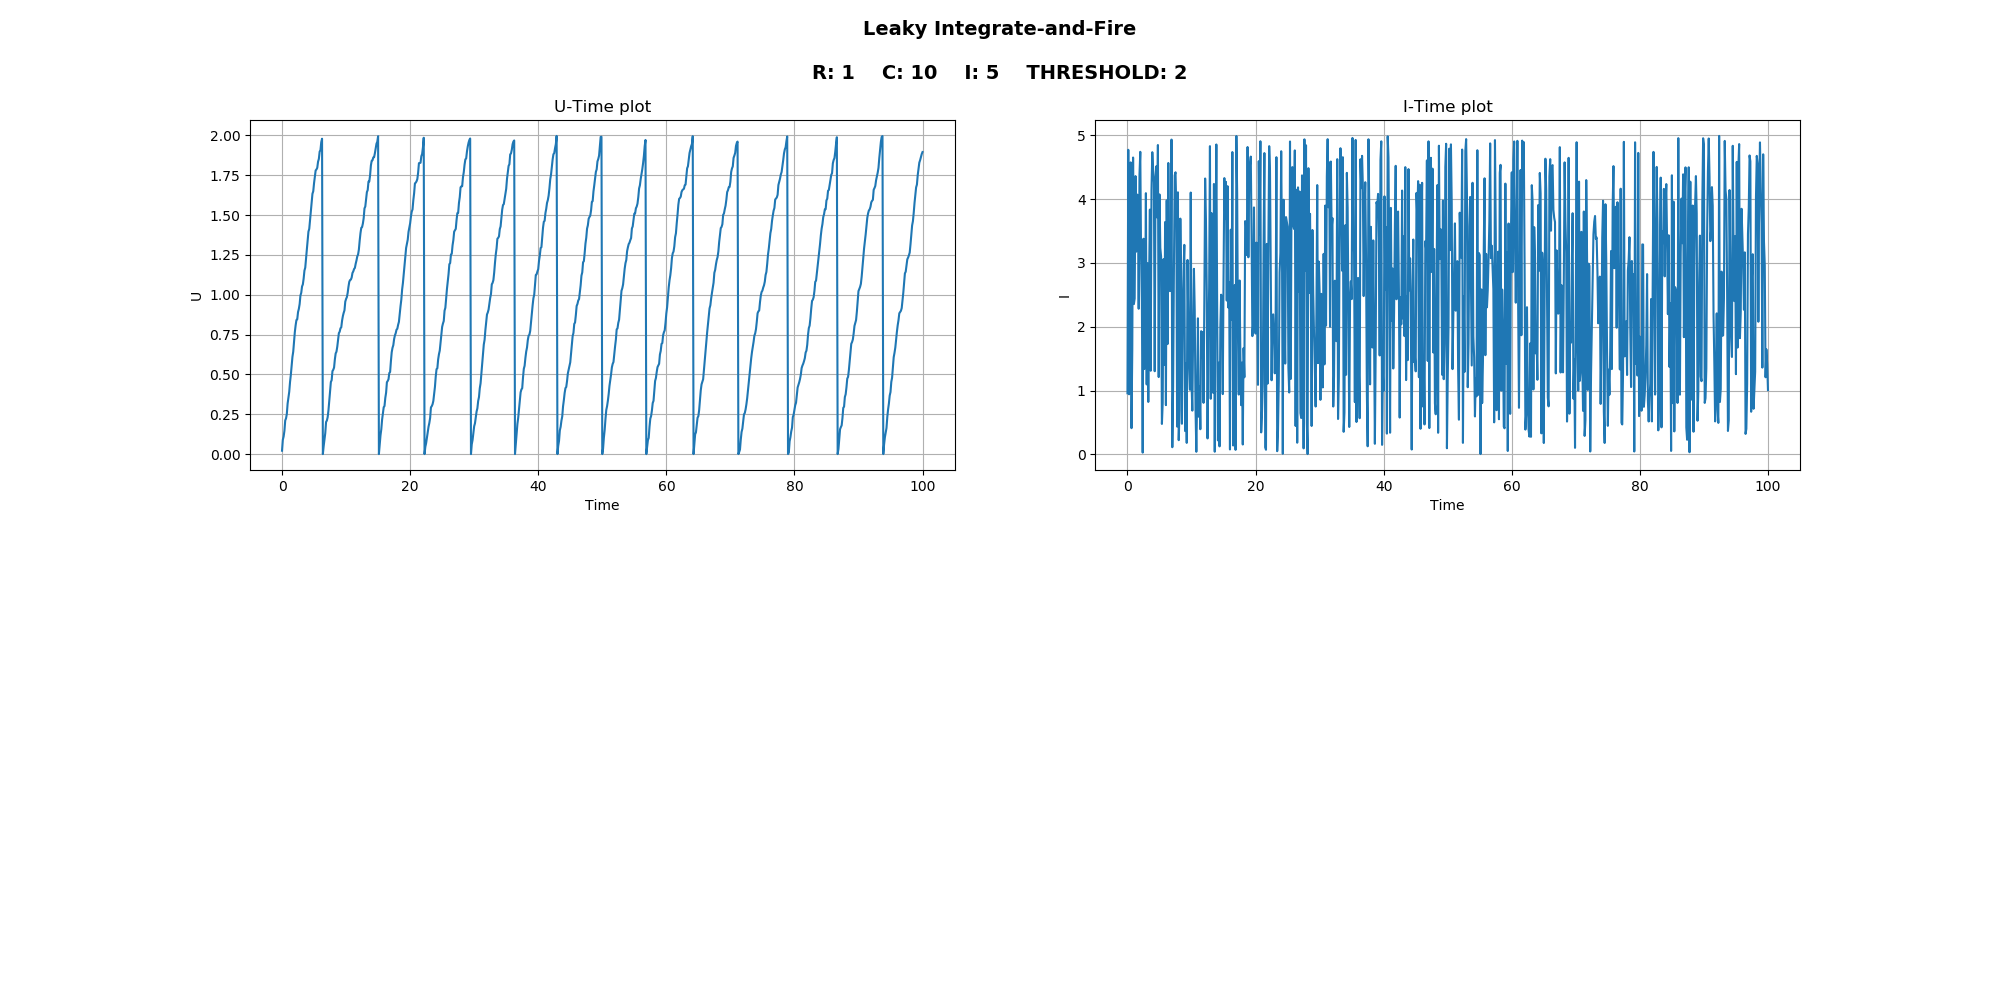 Leaky Integrate-and-Fire
R: 1    C: 10    I: 5    THRESHOLD: 2
U-Time plot
2.00
1.75
1.50
1.25
1.00
0.75
0.50
0.25
0.00
U
0 20 40 60 80 100
Time
I-Time plot
5
4
3
2
1
0
I
0 20 40 60 80 100
Time